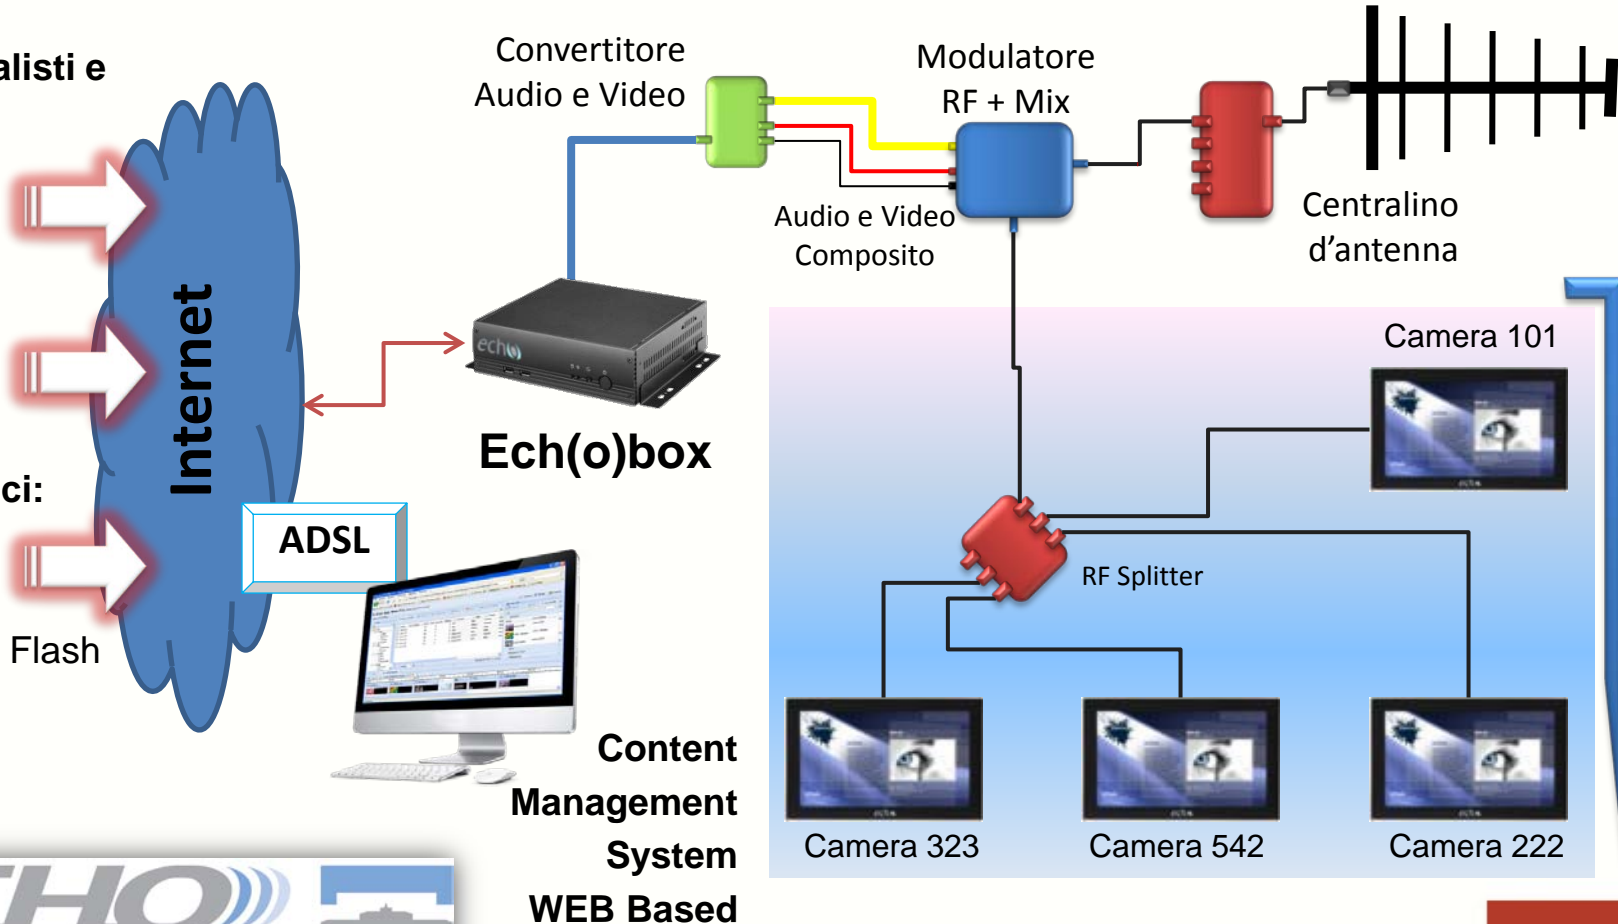 alisti e
Convertitore
Audio e Video
Modulatore
RF + Mix
Audio e Video
Composito
Centralino
d'antenna
Internet
echo
Ech(o)box
ci:
ADSL
Flash
Content
Management
System
WEB Based
Camera 101
RF Splitter
Camera 323
Camera 542
Camera 222
HO